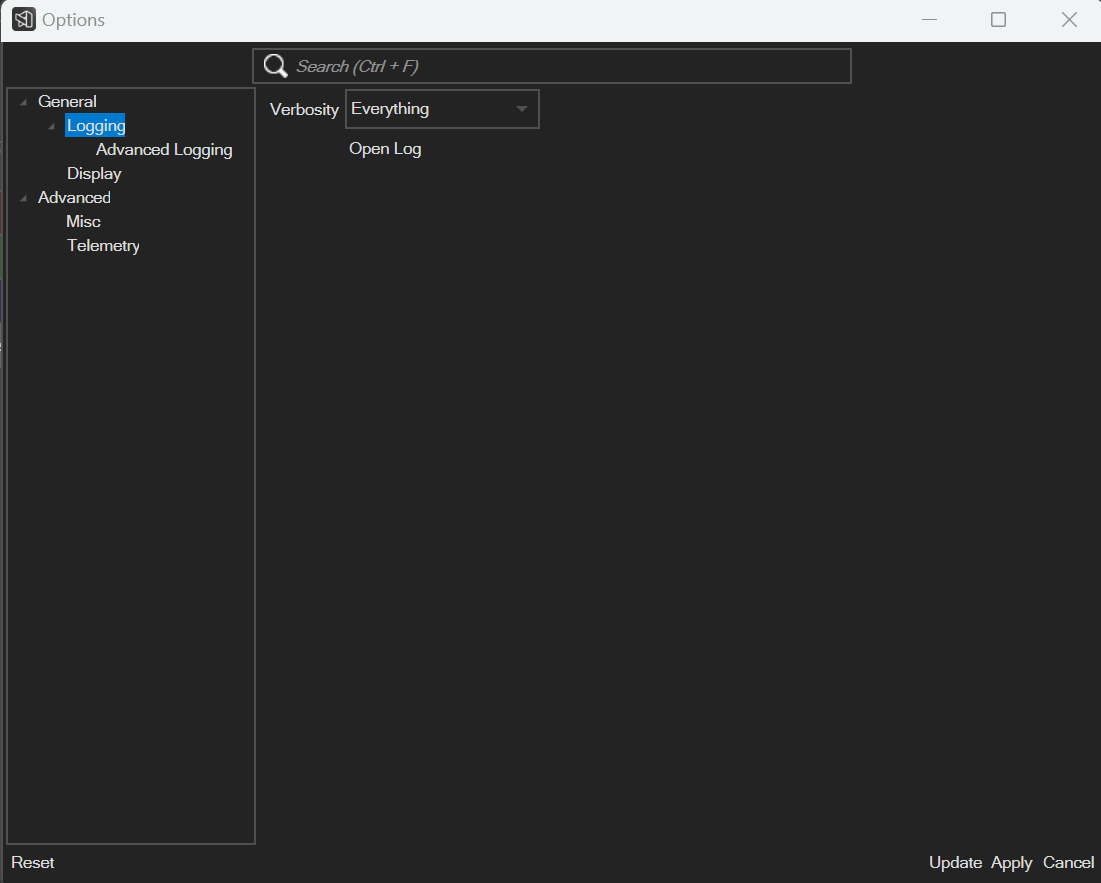 Options
Search (Ctrl + F)
General
Logging
Advanced Logging
Display
Advanced
Misc
Telemetry
Verbosity Everything
Open Log
Reset
Update Apply Cancel